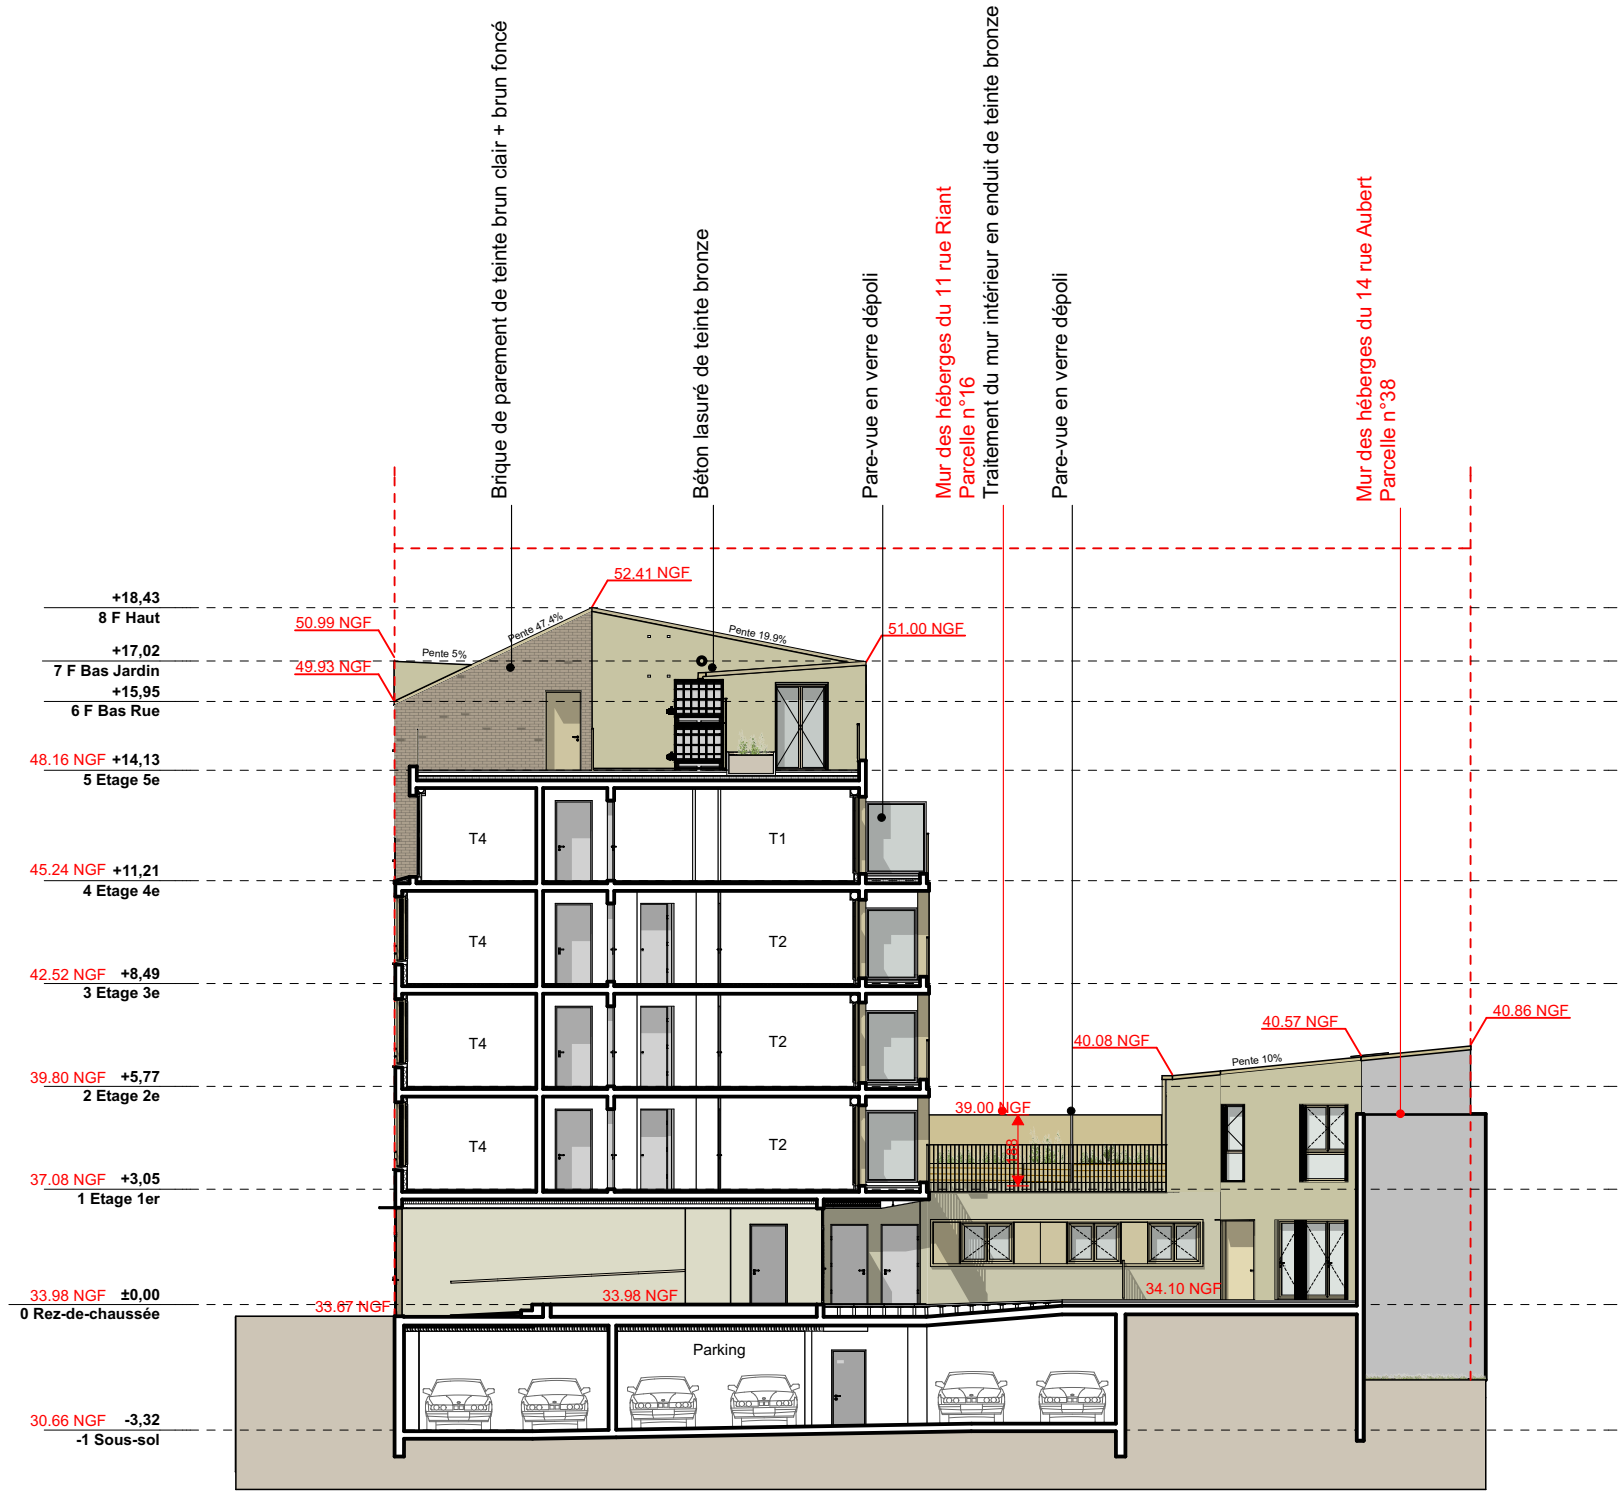 Brique de parement de teinte brun clair + brun foncé
Béton lasuré de teinte bronze
Pare-vue en verre dépoli
Mur des héberges du 11 rue Riant
Parcelle n°16
Traitement du mur intérieur en enduit de teinte bronze
Pare-vue en verre dépoli
Mur des héberges du 14 rue Aubert
Parcelle n°38
52.41 NGF
+18,43
8 F Haut
50.99 NGF
Pente 5%
Pente 47.4%
Pente 19.9%
51.00 NGF
+17,02
7 F Bas Jardin
49.93 NGF
+15,95
6 F Bas Rue
48.16 NGF +14,13
5 Etage 5e
T4
T1
45.24 NGF +11,21
4 Etage 4e
T4
T2
42.52 NGF +8,49
3 Etage 3e
T4
T2
40.08 NGF
Pente 10%
40.57 NGF
40.86 NGF
39.80 NGF +5,77
2 Etage 2e
39.00 NGF
T4
T2
183
37.08 NGF +3,05
1 Etage 1er
33.98 NGF ±0,00
0 Rez-de-chaussée
33.67 NGF
33.98 NGF
34.10 NGF
Parking
30.66 NGF -3,32
-1 Sous-sol